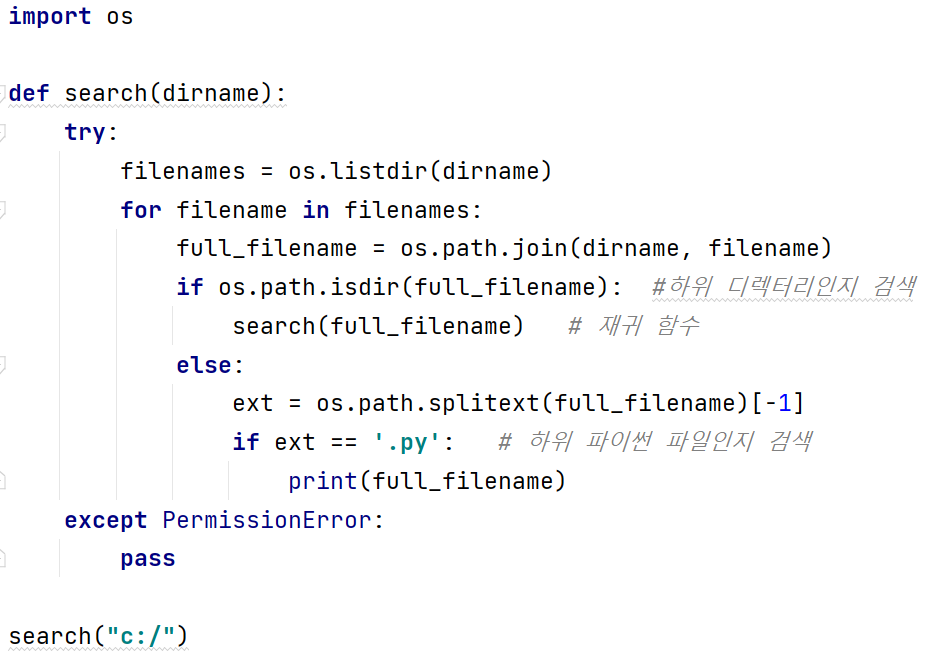 import os

def search(dirname):
    try:
        filenames = os.listdir(dirname)
        for filename in filenames:
            full_filename = os.path.join(dirname, filename)
            if os.path.isdir(full_filename):  #하위 디렉터리인지 검색
                search(full_filename)   # 재귀 함수
            else:
                ext = os.path.splitext(full_filename)[-1]
                if ext == '.py':   # 하위 파이썬 파일인지 검색
                    print(full_filename)
    except PermissionError:
        pass

search("c:/")